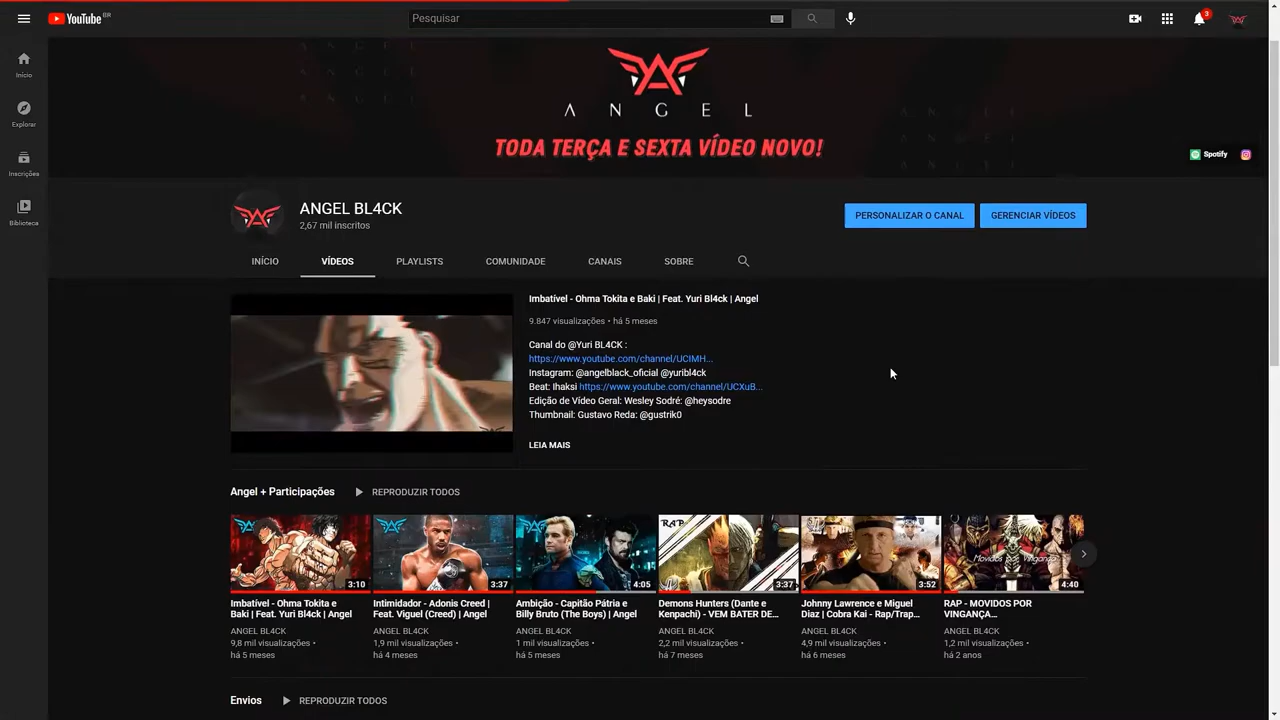 YouTube BR
Pesquisar
3
Início
Explorar
Inscrições
Biblioteca
ANGEL
TODA TERÇA E SEXTA VÍDEO NOVO!
Spotify
ANGEL BL4CK
2,67 mil inscritos
PERSONALIZAR O CANAL
GERENCIAR VÍDEOS
INÍCIO
VÍDEOS
PLAYLISTS
COMUNIDADE
CANAIS
SOBRE
Imbatível - Ohma Tokita e Baki | Feat. Yuri Bl4ck | Angel
9.847 visualizações • há 5 meses
Canal do @Yuri BL4CK :
https://www.youtube.com/channel/UCIMH...
Instagram: @angelblack_oficial @yuribl4ck
Beat: Ihaksi https://www.youtube.com/channel/UCXuB...
Edição de Vídeo Geral: Wesley Sodré: @heysodre
Thumbnail: Gustavo Reda: @gustrik0
LEIA MAIS
Angel + Participações
REPRODUZIR TODOS
3:10
Imbatível - Ohma Tokita e
Baki | Feat. Yuri Bl4ck | Angel
ANGEL BL4CK
9,8 mil visualizações •
há 5 meses
3:37
Intimidador - Adonis Creed |
Feat. Viguel (Creed) | Angel
ANGEL BL4CK
1,9 mil visualizações •
há 4 meses
4:05
Ambição - Capitão Pátria e
Billy Bruto (The Boys) | Angel
ANGEL BL4CK
1 mil visualizações •
há 5 meses
RAP
3:37
Demons Hunters (Dante e
Kenpachi) - VEM BATER DE...
ANGEL BL4CK
2,2 mil visualizações •
há 7 meses
3:52
Johnny Lawrence e Miguel
Diaz | Cobra Kai - Rap/Trap...
ANGEL BL4CK
4,9 mil visualizações •
há 6 meses
Movidos por Vingança
4:40
RAP - MOVIDOS POR
VINGANÇA...
ANGEL BL4CK
1,2 mil visualizações •
há 2 anos
Envios
REPRODUZIR TODOS